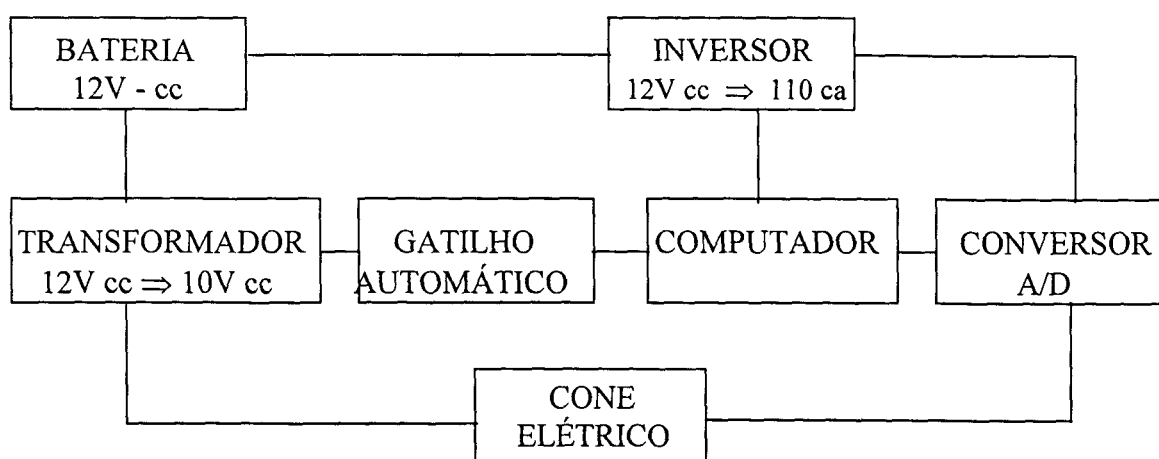 BATERIA
12V - cc
INVERSOR
12V cc ⇒ 110 ca
TRANSFORMADOR
12V cc ⇒ 10V cc
GATILHO
AUTOMÁTICO
COMPUTADOR
CONVERSOR
A/D
CONE
ELÉTRICO